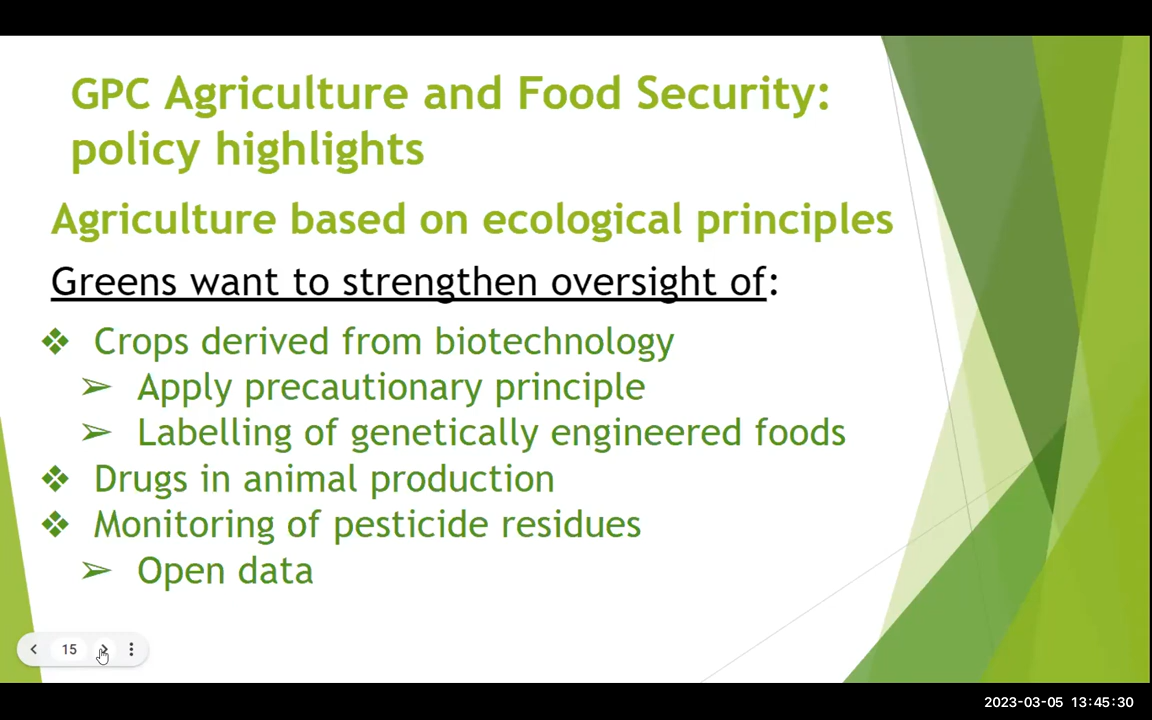 GPC Agriculture and Food Security:
policy highlights
Agriculture based on ecological principles
Greens want to strengthen oversight of:
❖ Crops derived from biotechnology
➢ Apply precautionary principle
➢ Labelling of genetically engineered foods
❖ Drugs in animal production
❖ Monitoring of pesticide residues
➢ Open data
15
2023-03-05 13:45:30